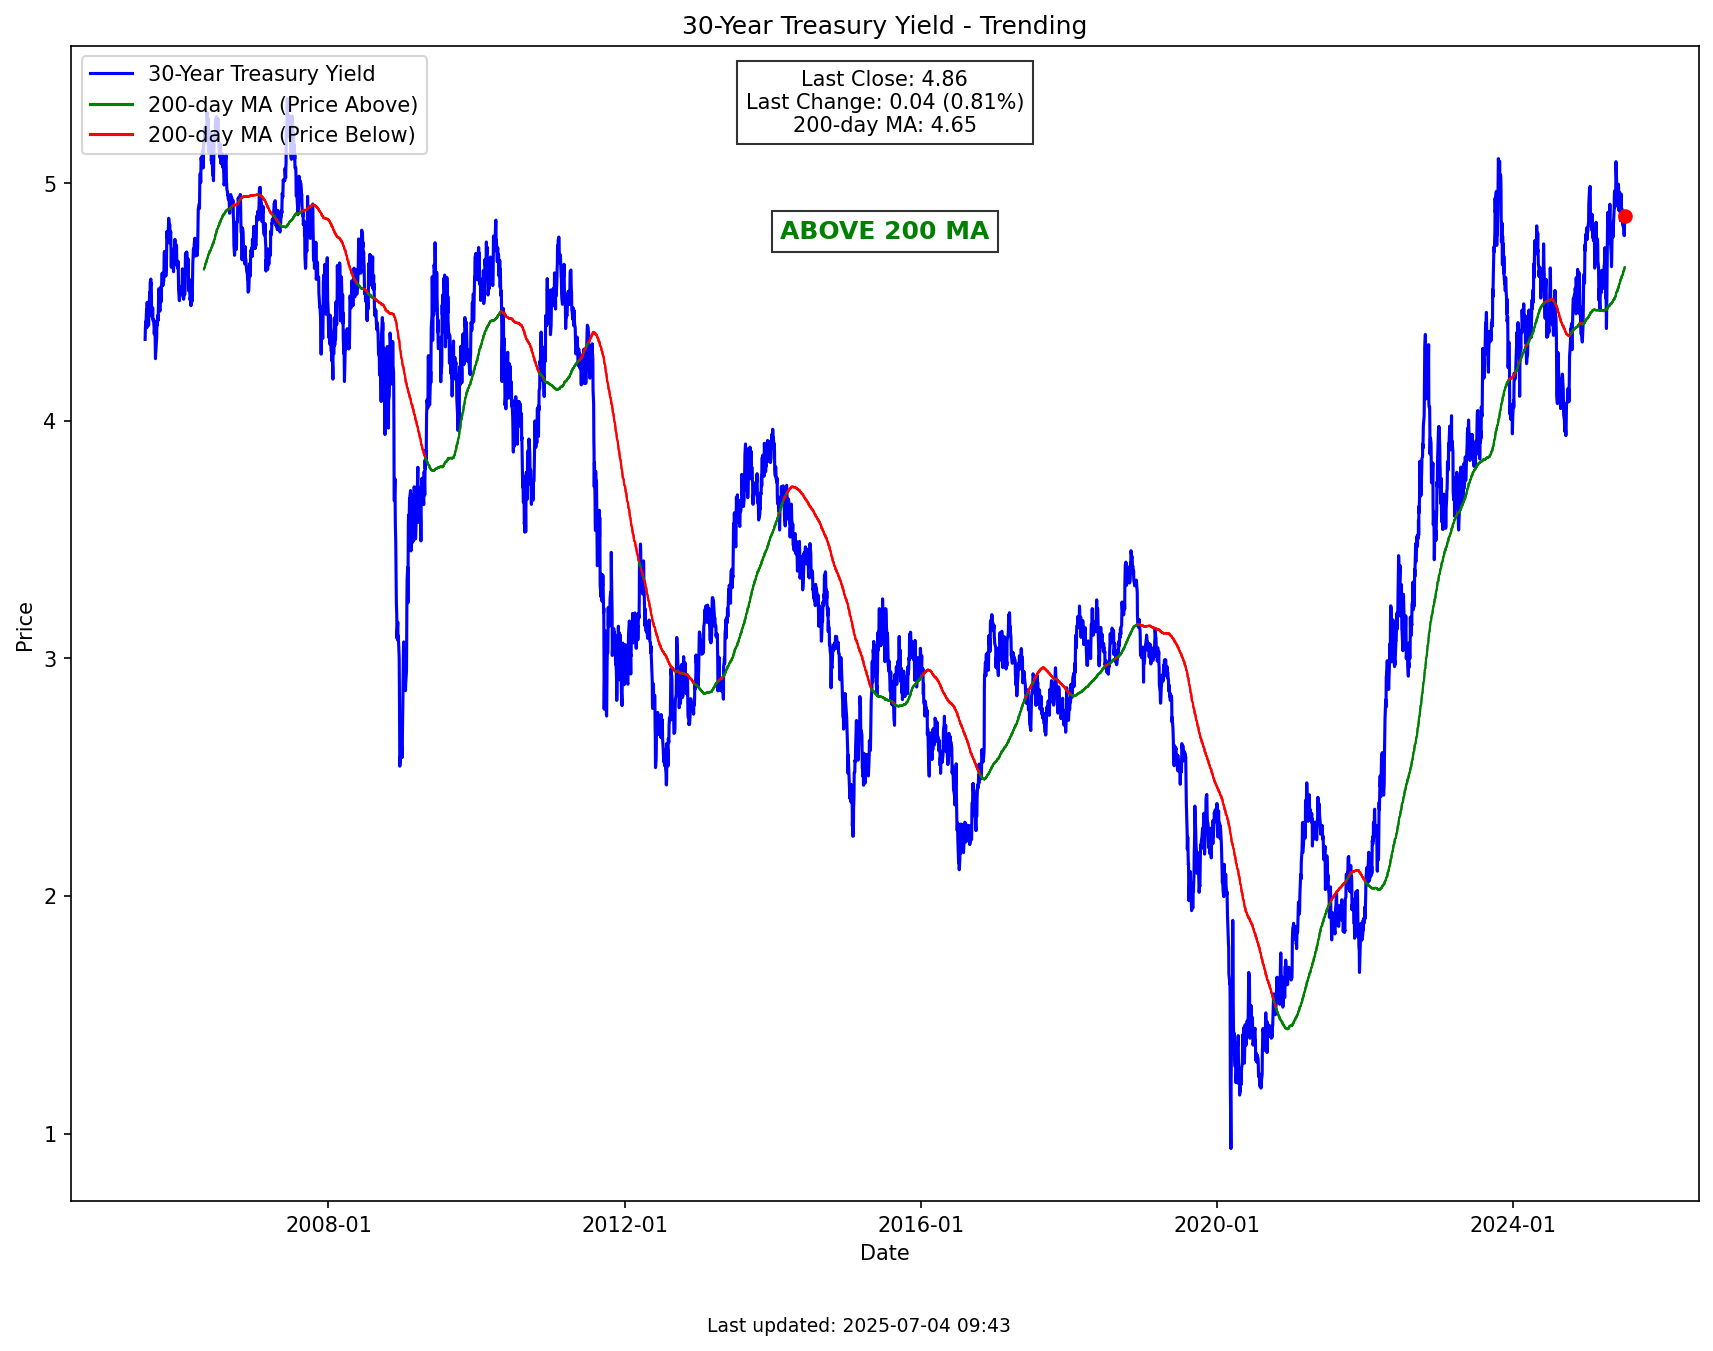 30-Year Treasury Yield - Trending
30-Year Treasury Yield
200-day MA (Price Above)
200-day MA (Price Below)
Last Close: 4.86
Last Change: 0.04 (0.81%)
200-day MA: 4.65
ABOVE 200 MA
Price
5
4
3
2
1
2008-01
2012-01
2016-01
2020-01
2024-01
Date
Last updated: 2025-07-04 09:43